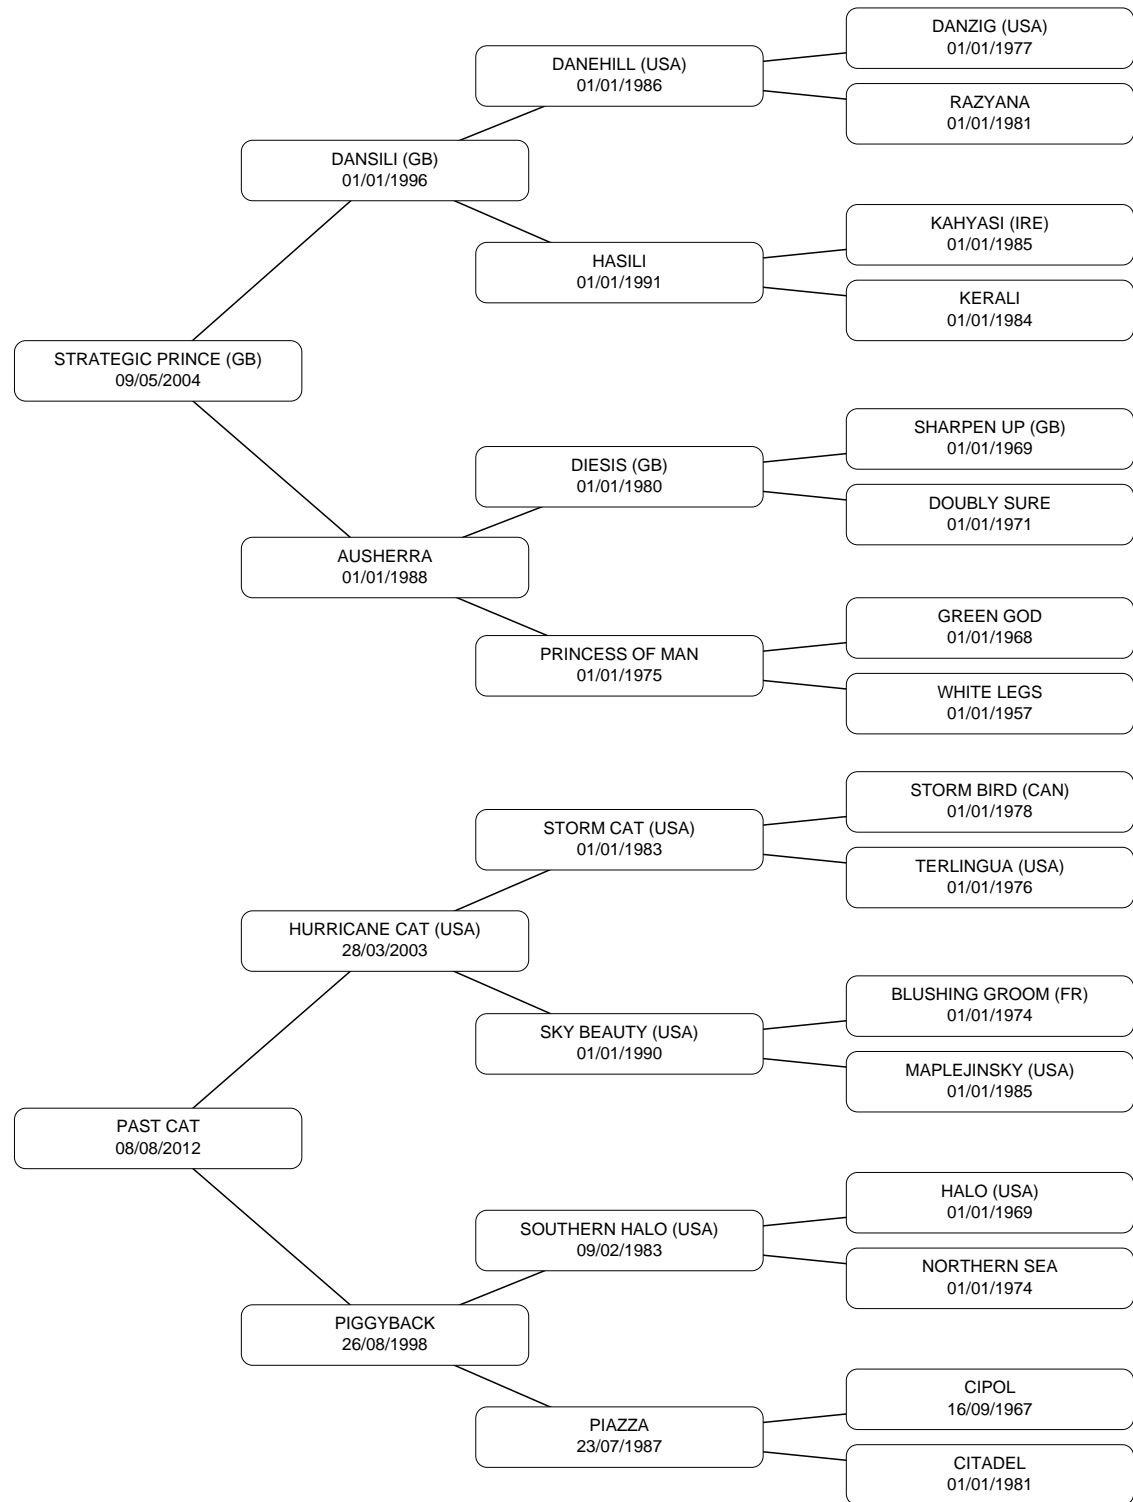 DANZIG (USA)
01/01/1977
DANEHILL (USA)
01/01/1986
RAZYANA
01/01/1981
DANSILI (GB)
01/01/1996
KAHYASI (IRE)
01/01/1985
HASILI
01/01/1991
KERALI
01/01/1984
STRATEGIC PRINCE (GB)
09/05/2004
SHARPEN UP (GB)
01/01/1969
DIESIS (GB)
01/01/1980
DOUBLY SURE
01/01/1971
AUSHERRA
01/01/1988
GREEN GOD
01/01/1968
PRINCESS OF MAN
01/01/1975
WHITE LEGS
01/01/1957
STORM BIRD (CAN)
01/01/1978
STORM CAT (USA)
01/01/1983
TERLINGUA (USA)
01/01/1976
HURRICANE CAT (USA)
28/03/2003
BLUSHING GROOM (FR)
01/01/1974
SKY BEAUTY (USA)
01/01/1990
MAPLEJINSKY (USA)
01/01/1985
PAST CAT
08/08/2012
HALO (USA)
01/01/1969
SOUTHERN HALO (USA)
09/02/1983
NORTHERN SEA
01/01/1974
PIGGYBACK
26/08/1998
CIPOL
16/09/1967
PIAZZA
23/07/1987
CITADEL
01/01/1981